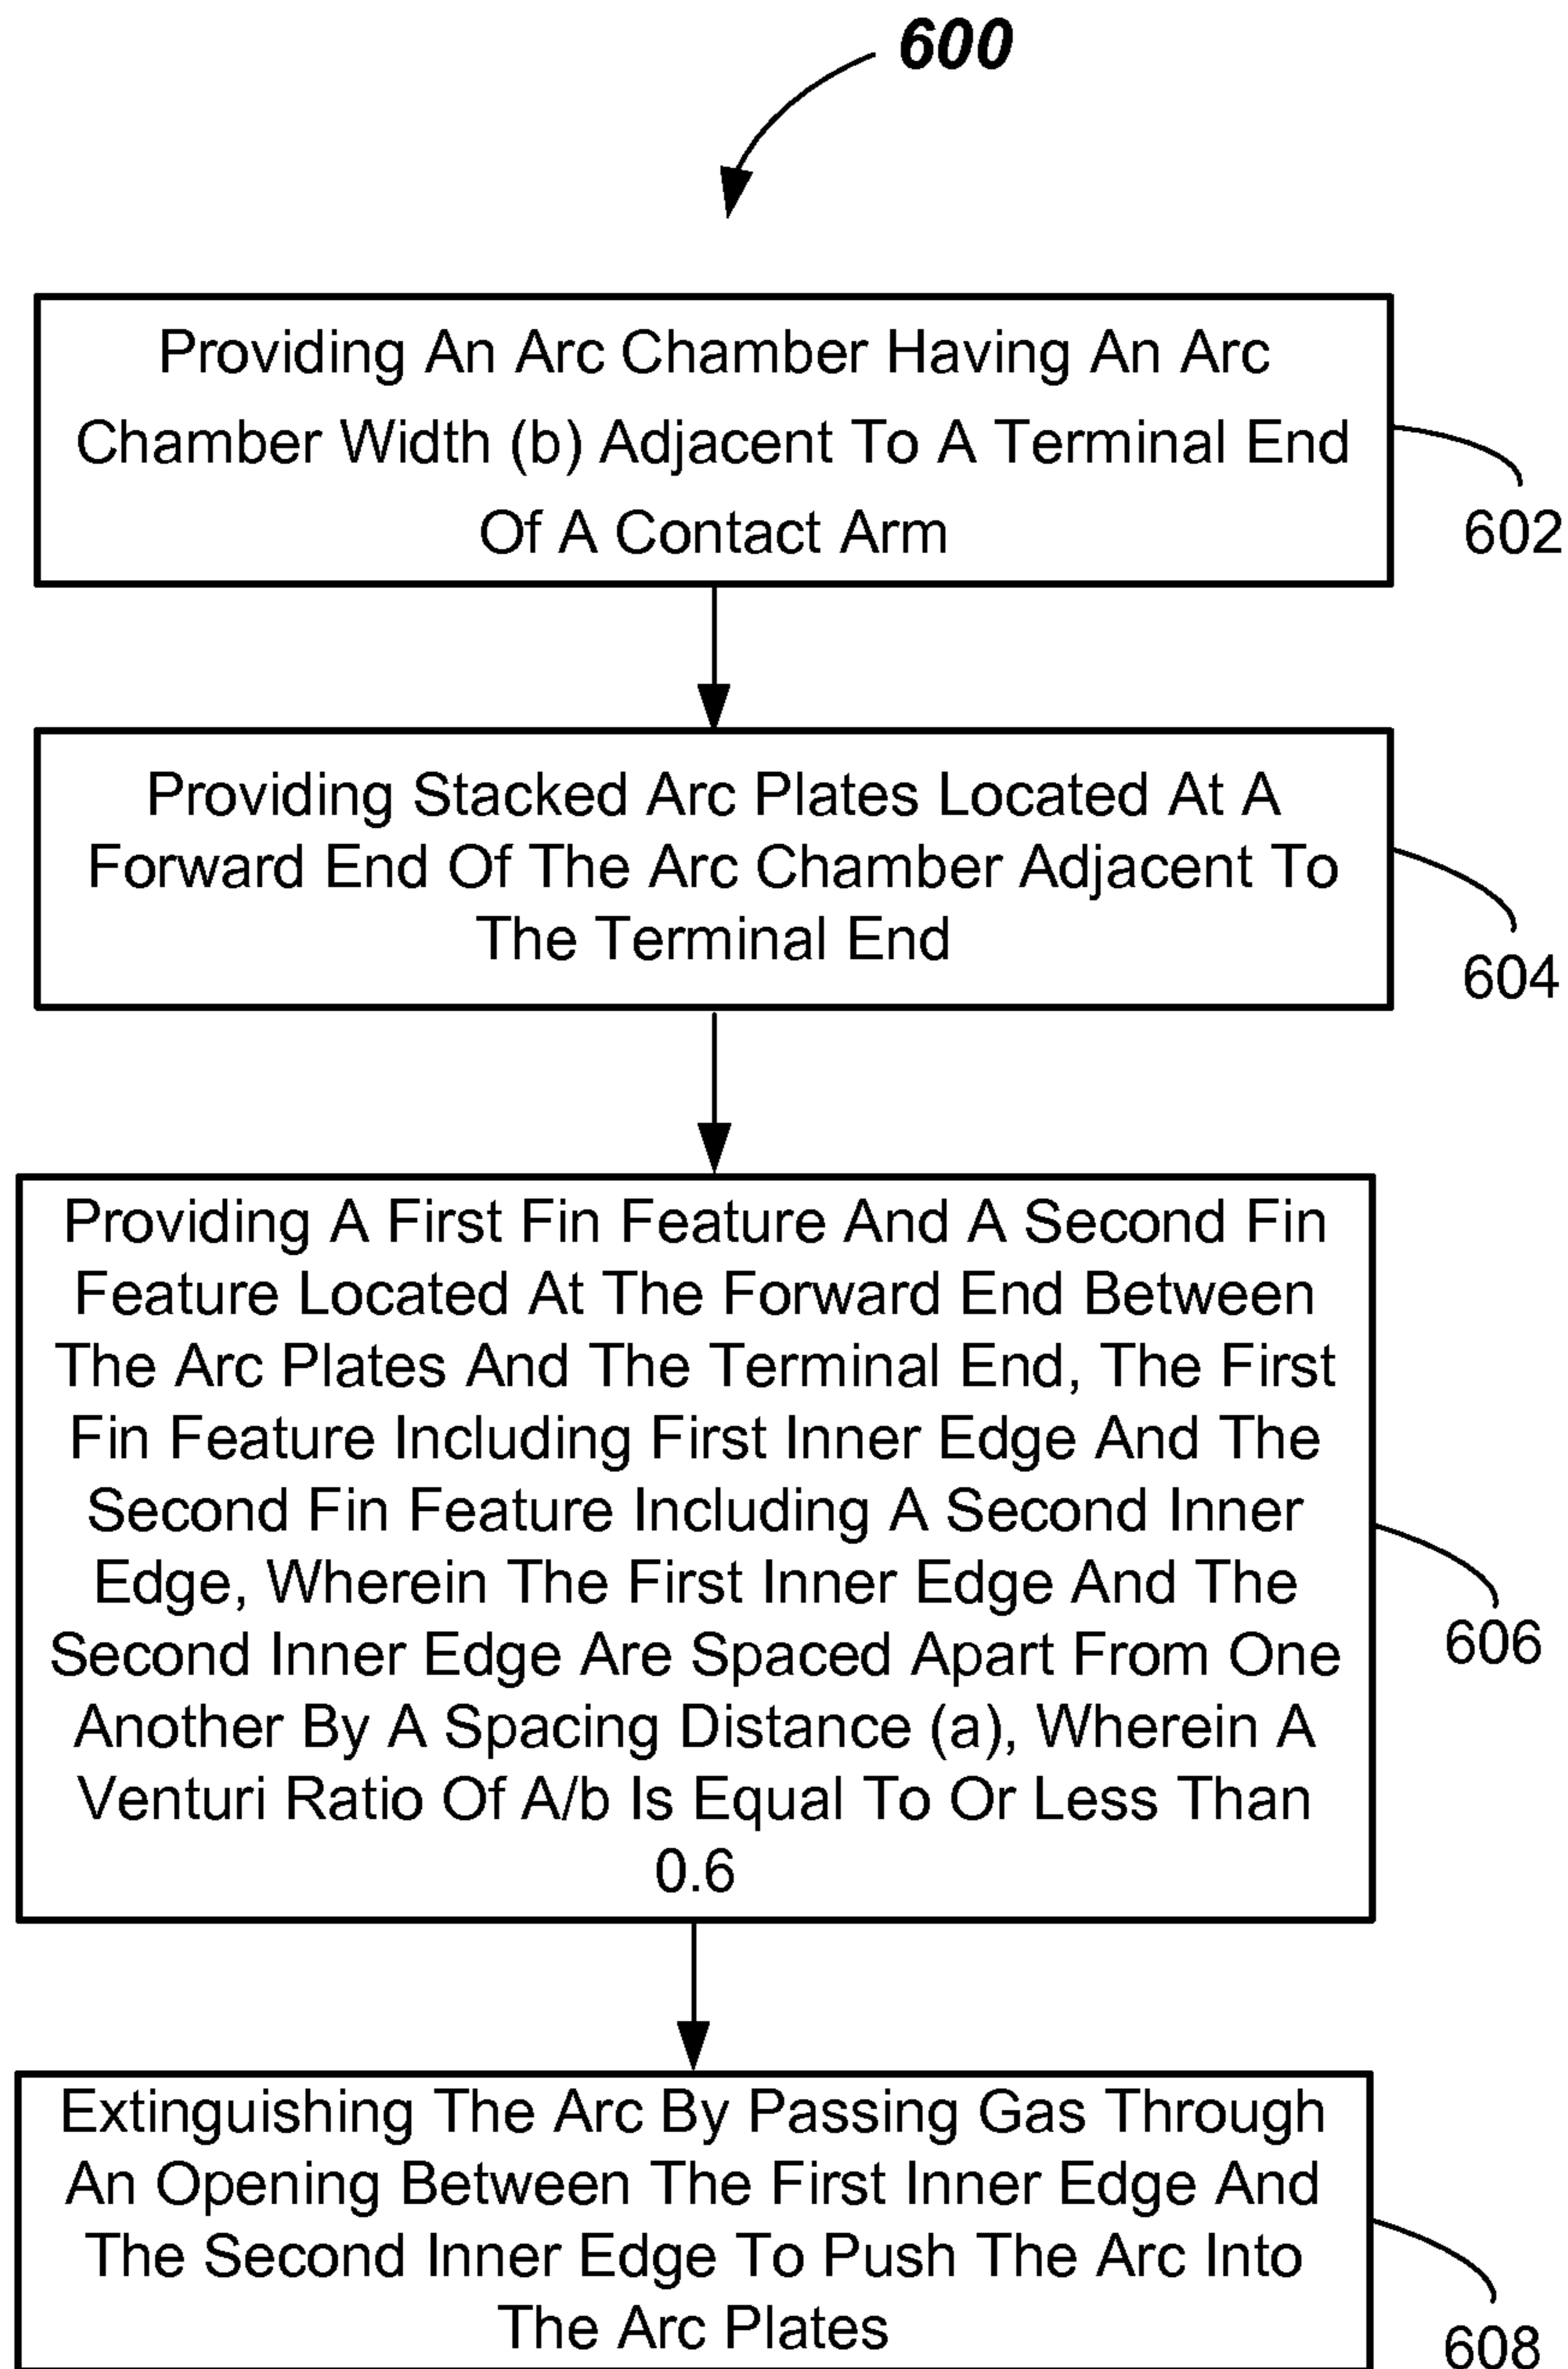 600
Providing An Arc Chamber Having An Arc
Chamber Width (b) Adjacent To A Terminal End
Of A Contact Arm
602
Providing Stacked Arc Plates Located At A
Forward End Of The Arc Chamber Adjacent To
The Terminal End
604
Providing A First Fin Feature And A Second Fin
Feature Located At The Forward End Between
The Arc Plates And The Terminal End, The First
Fin Feature Including First Inner Edge And The
Second Fin Feature Including A Second Inner
Edge, Wherein The First Inner Edge And The
Second Inner Edge Are Spaced Apart From One
Another By A Spacing Distance (a), Wherein A
Venturi Ratio Of A/b Is Equal To Or Less Than
0.6
606
Extinguishing The Arc By Passing Gas Through
An Opening Between The First Inner Edge And
The Second Inner Edge To Push The Arc Into
The Arc Plates
608